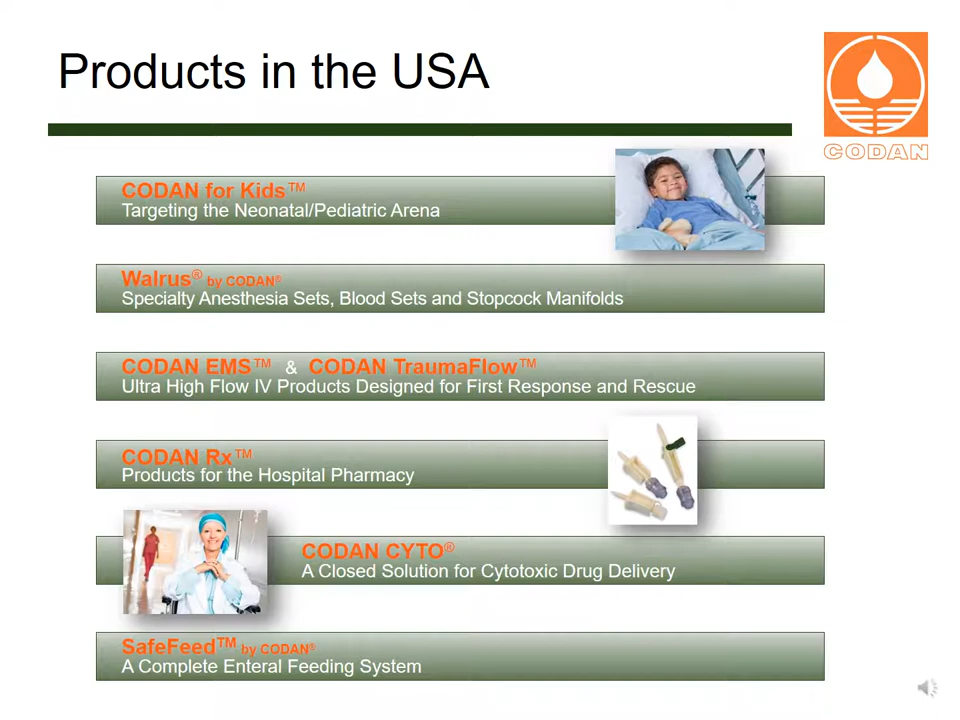 Products in the USA
CODAN
CODAN for Kids™
Targeting the Neonatal/Pediatric Arena
Walrus® by CODAN®
Specialty Anesthesia Sets, Blood Sets and Stopcock Manifolds
CODAN EMS™ & CODAN TraumaFlow™
Ultra High Flow IV Products Designed for First Response and Rescue
CODAN Rx™
Products for the Hospital Pharmacy
CODAN CYTO®
A Closed Solution for Cytotoxic Drug Delivery
SafeFeed™ by CODAN®
A Complete Enteral Feeding System